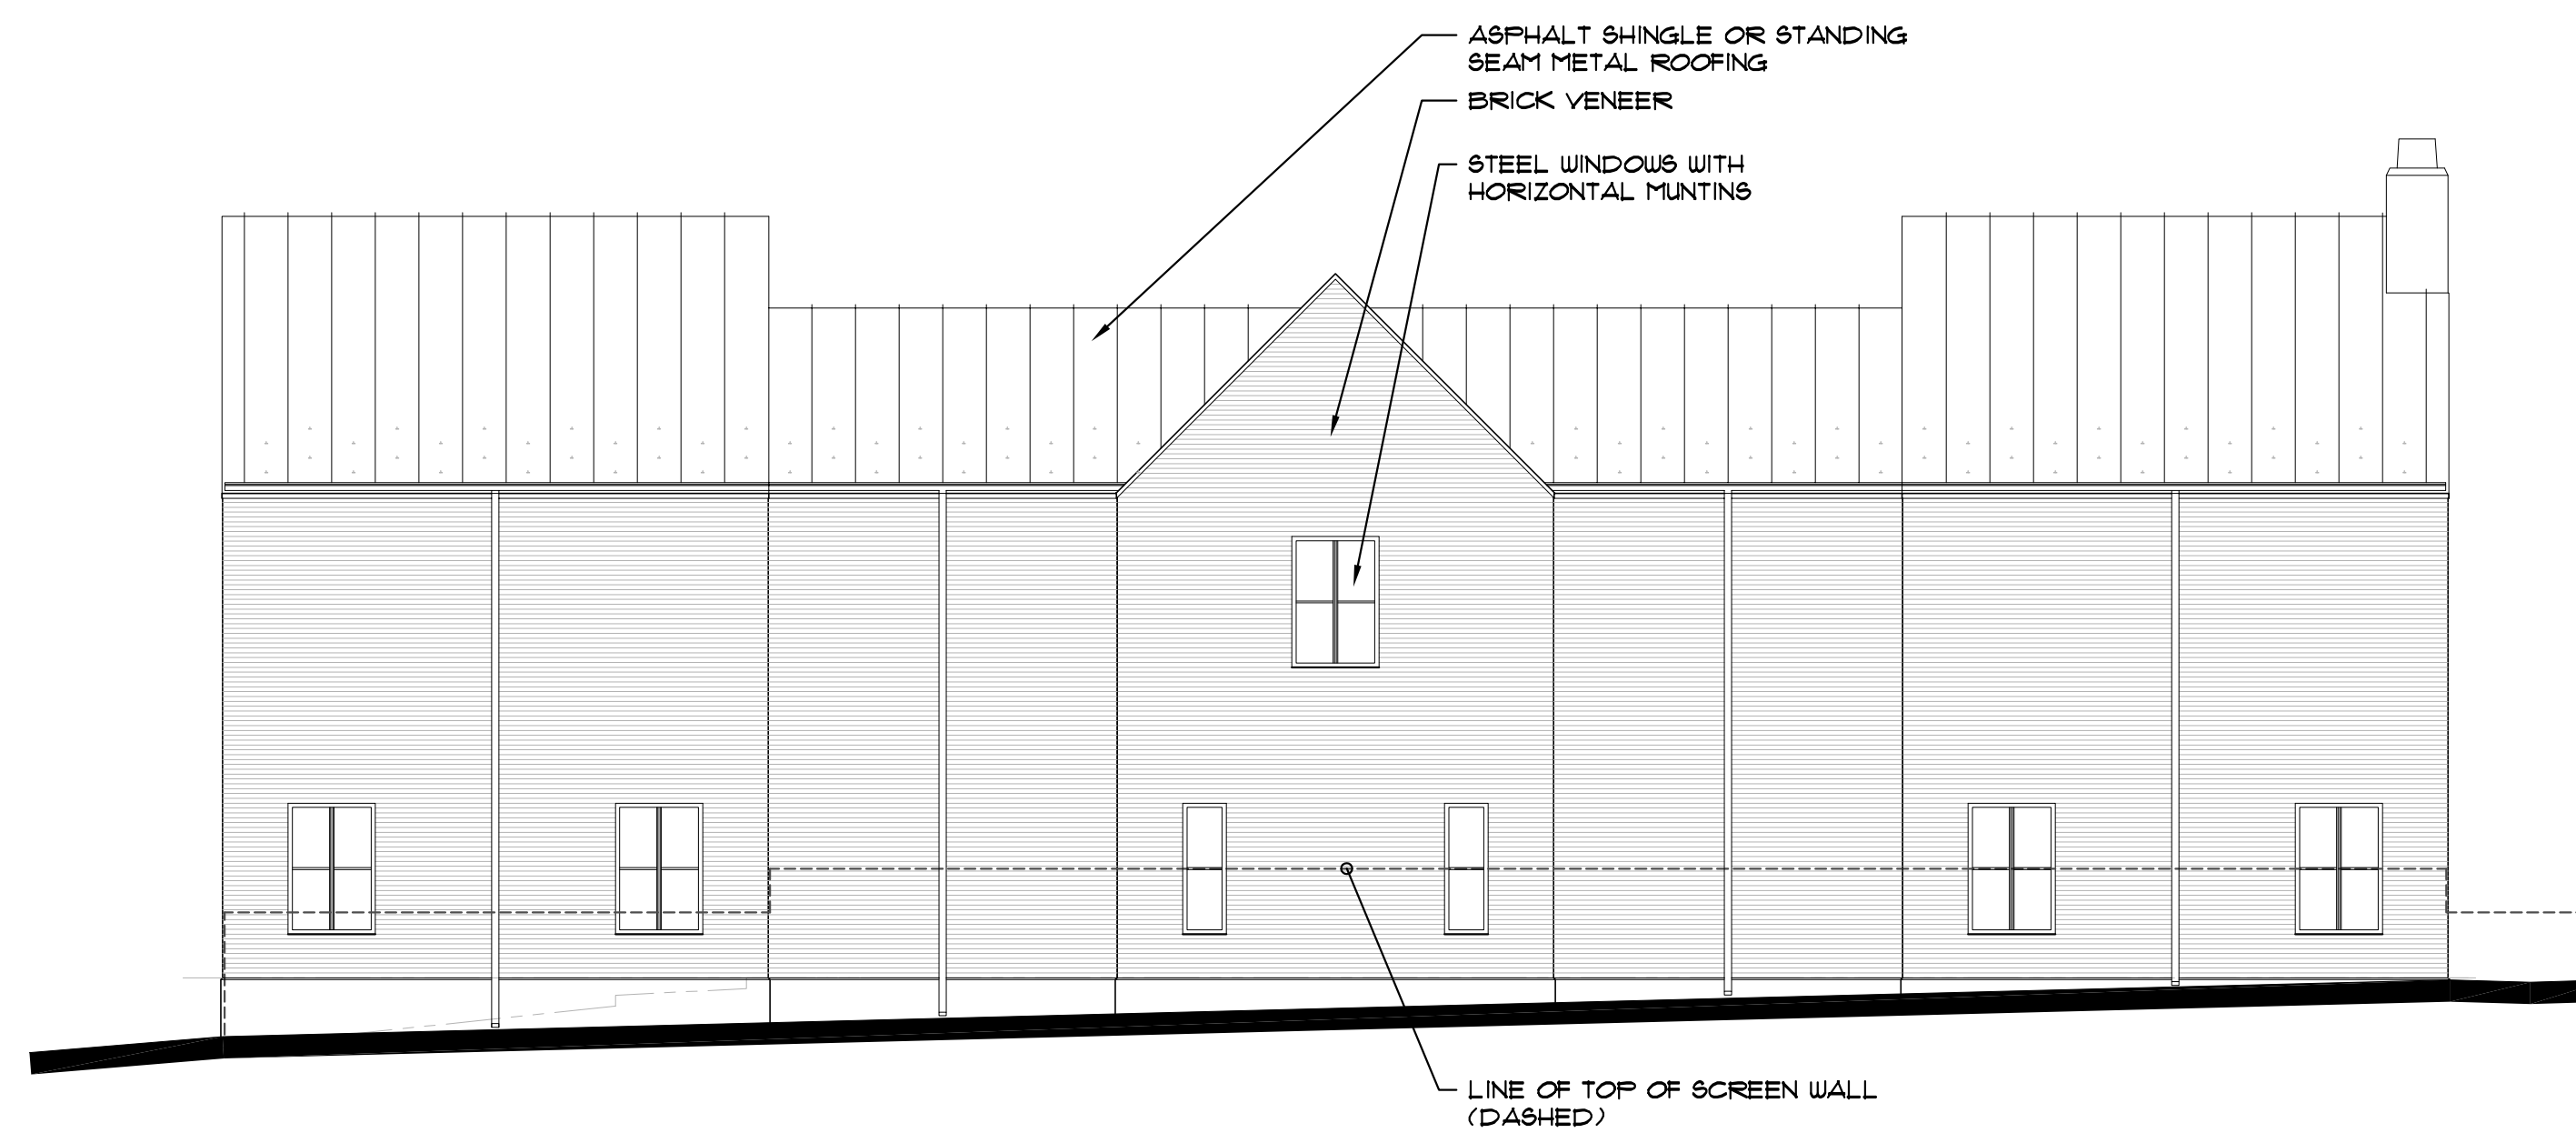 ASPHALT SHINGLE OR STANDING
SEAM METAL ROOFING
BRICK VENEER
STEEL WINDOWS WITH
HORIZONTAL MUNTINS
LINE OF TOP OF SCREEN WALL
(DASHED)